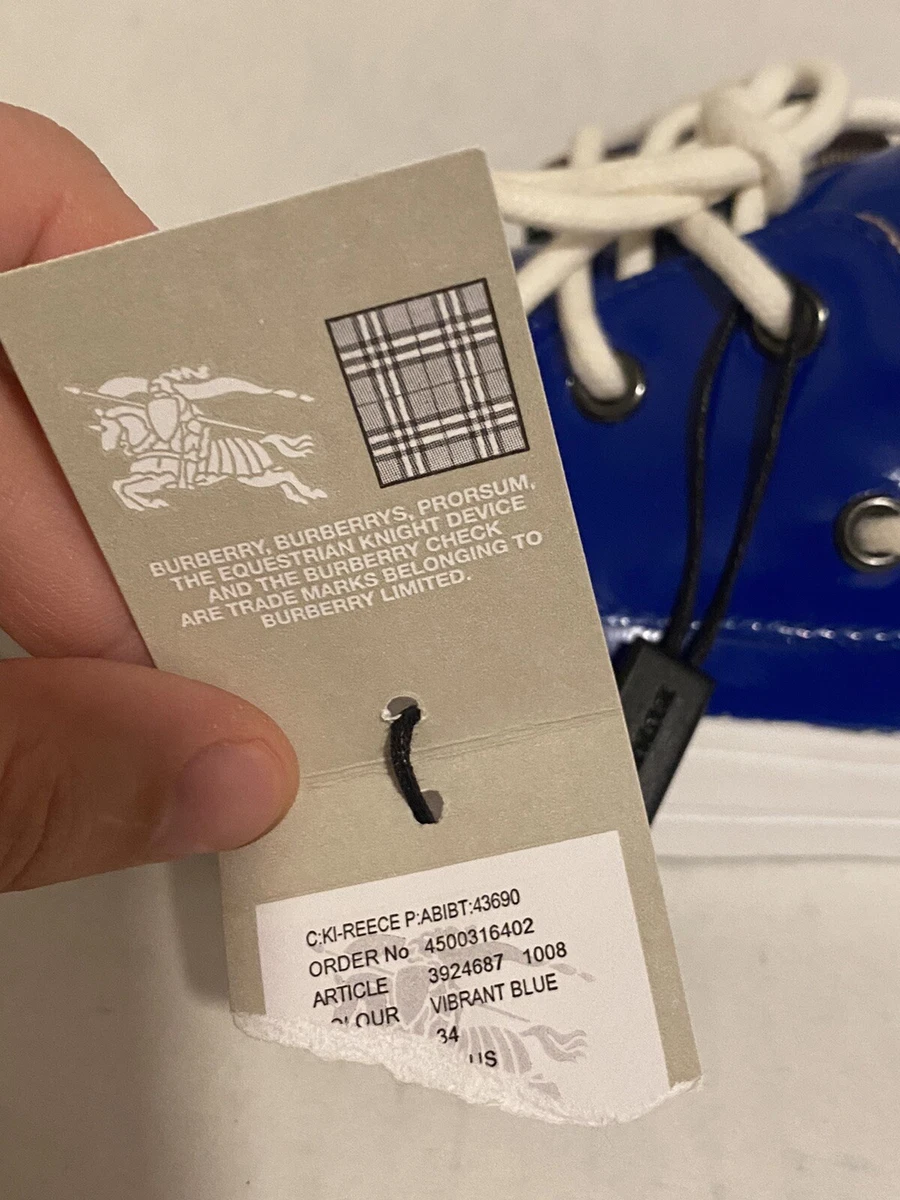 BURBERRY, BURBERRYS, PRORSUM,
THE EQUESTRIAN KNIGHT DEVICE
AND THE BURBERRY CHECK
ARE TRADE MARKS BELONGING TO
BURBERRY LIMITED.
C:KI-REECE P:ABIBT:43690
ORDER No 4500316402
ARTICLE 3924687 1008
VIBRANT BLUE
34
US